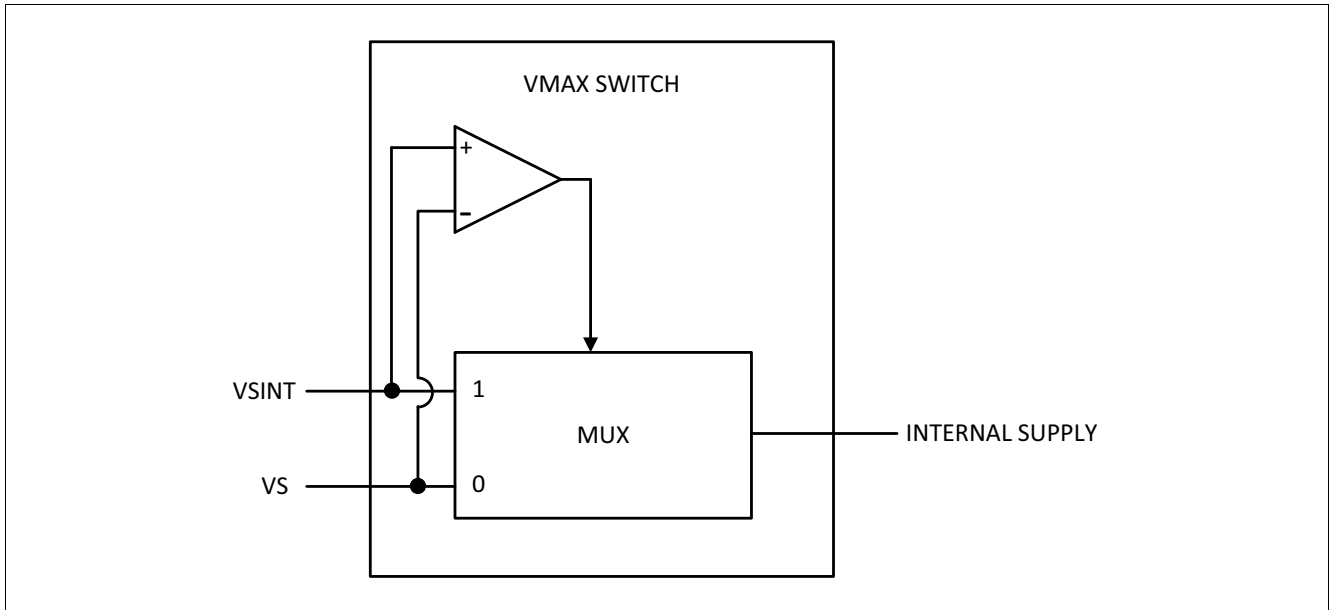 VMAX SWITCH
+
-
VSINT
1
MUX
INTERNAL SUPPLY
VS
0